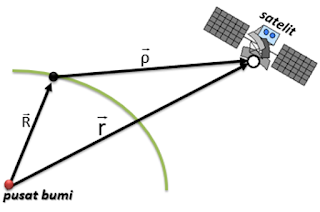 satelit
ρ⃗
R⃗
r⃗
pusat bumi